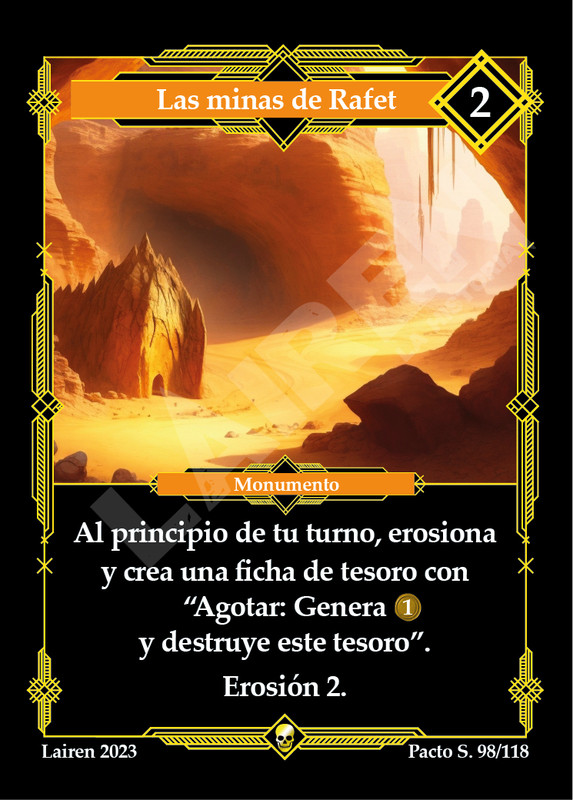 Las minas de Rafet
2
LAIREN
Monumento
Al principio de tu turno, erosiona
y crea una ficha de tesoro con
“Agotar: Genera 1
y destruye este tesoro”.
Erosión 2.
Lairen 2023
Pacto S. 98/118